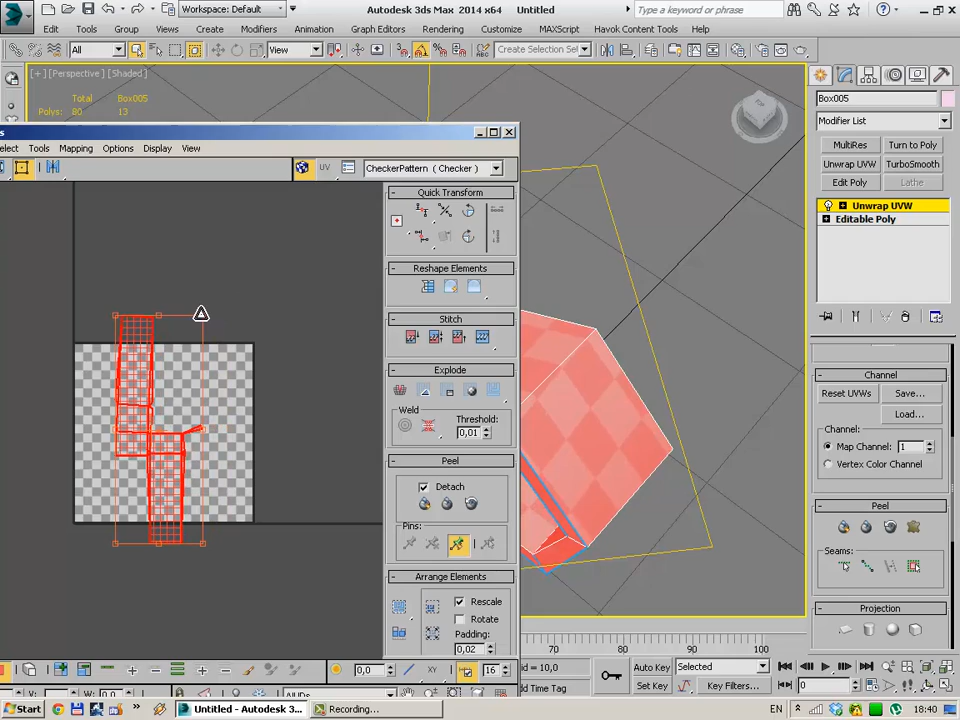 Workspace: Default
Autodesk 3ds Max 2014 x64
Untitled
Type a keyword or phrase
Edit
Tools
Group
Views
Create
Modifiers
Animation
Graph Editors
Rendering
Customize
MAXScript
Havok Content Tools
Help
All
View
Create Selection Set
[+] [Perspective] [Shaded]
Total
Box005
Polys:
80
13
Box005
Modifier List
MultiRes
Turn to Poly
Unwrap UVW
TurboSmooth
Edit Poly
Lathe
Unwrap UVW
Editable Poly
Tools
Mapping
Options
Display
View
UV
CheckerPattern ( Checker )
Quick Transform
Reshape Elements
Stitch
Explode
Weld
Threshold:
0,01
Peel
Detach
Pins:
Arrange Elements
Rescale
Rotate
Padding:
0,02
Channel
Reset UVWs
Save...
Load...
Channel:
Map Channel:
1
Vertex Color Channel
Peel
Seams:
Projection
0,0
XY
16
50
60
70
80
90
100
Auto Key
Selected
Set Key
Key Filters...
0
Start
Untitled - Autodesk 3...
Recording...
EN
18:40